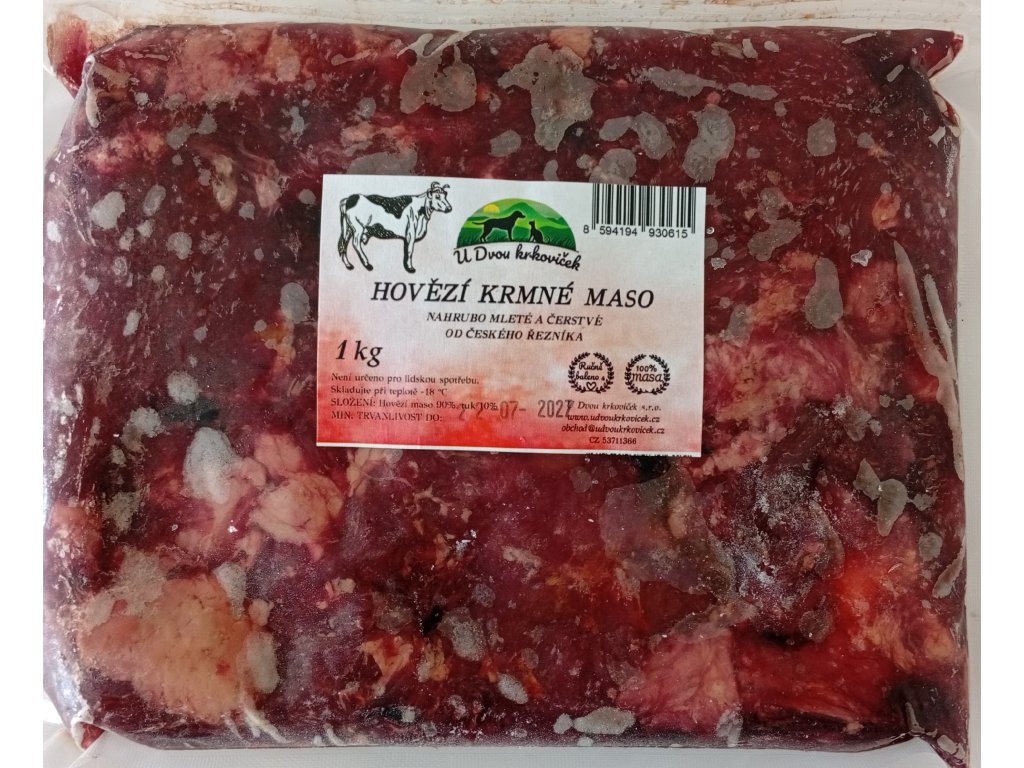 8 594194 930615
U Dvou krkoviček
HOVĚZÍ KRMNÉ MASO
NAHRUBO MLETÉ A ČERSTVÉ
OD ČESKÉHO ŘEZNÍKA
1 kg
Ručně
baleno s
100%
masa
Není určeno pro lidskou spotřebu.
Skladujte při teplotě -18 °C
SLOŽENÍ: Hovězí maso 90%, tuk 10%
MIN. TRVANLIVOST DO:
07- 2027
Dvou krkoviček s.r.o.
www.udvoukrkovicek.cz
obchod@udvoukrkovicek.cz
CZ 53711366